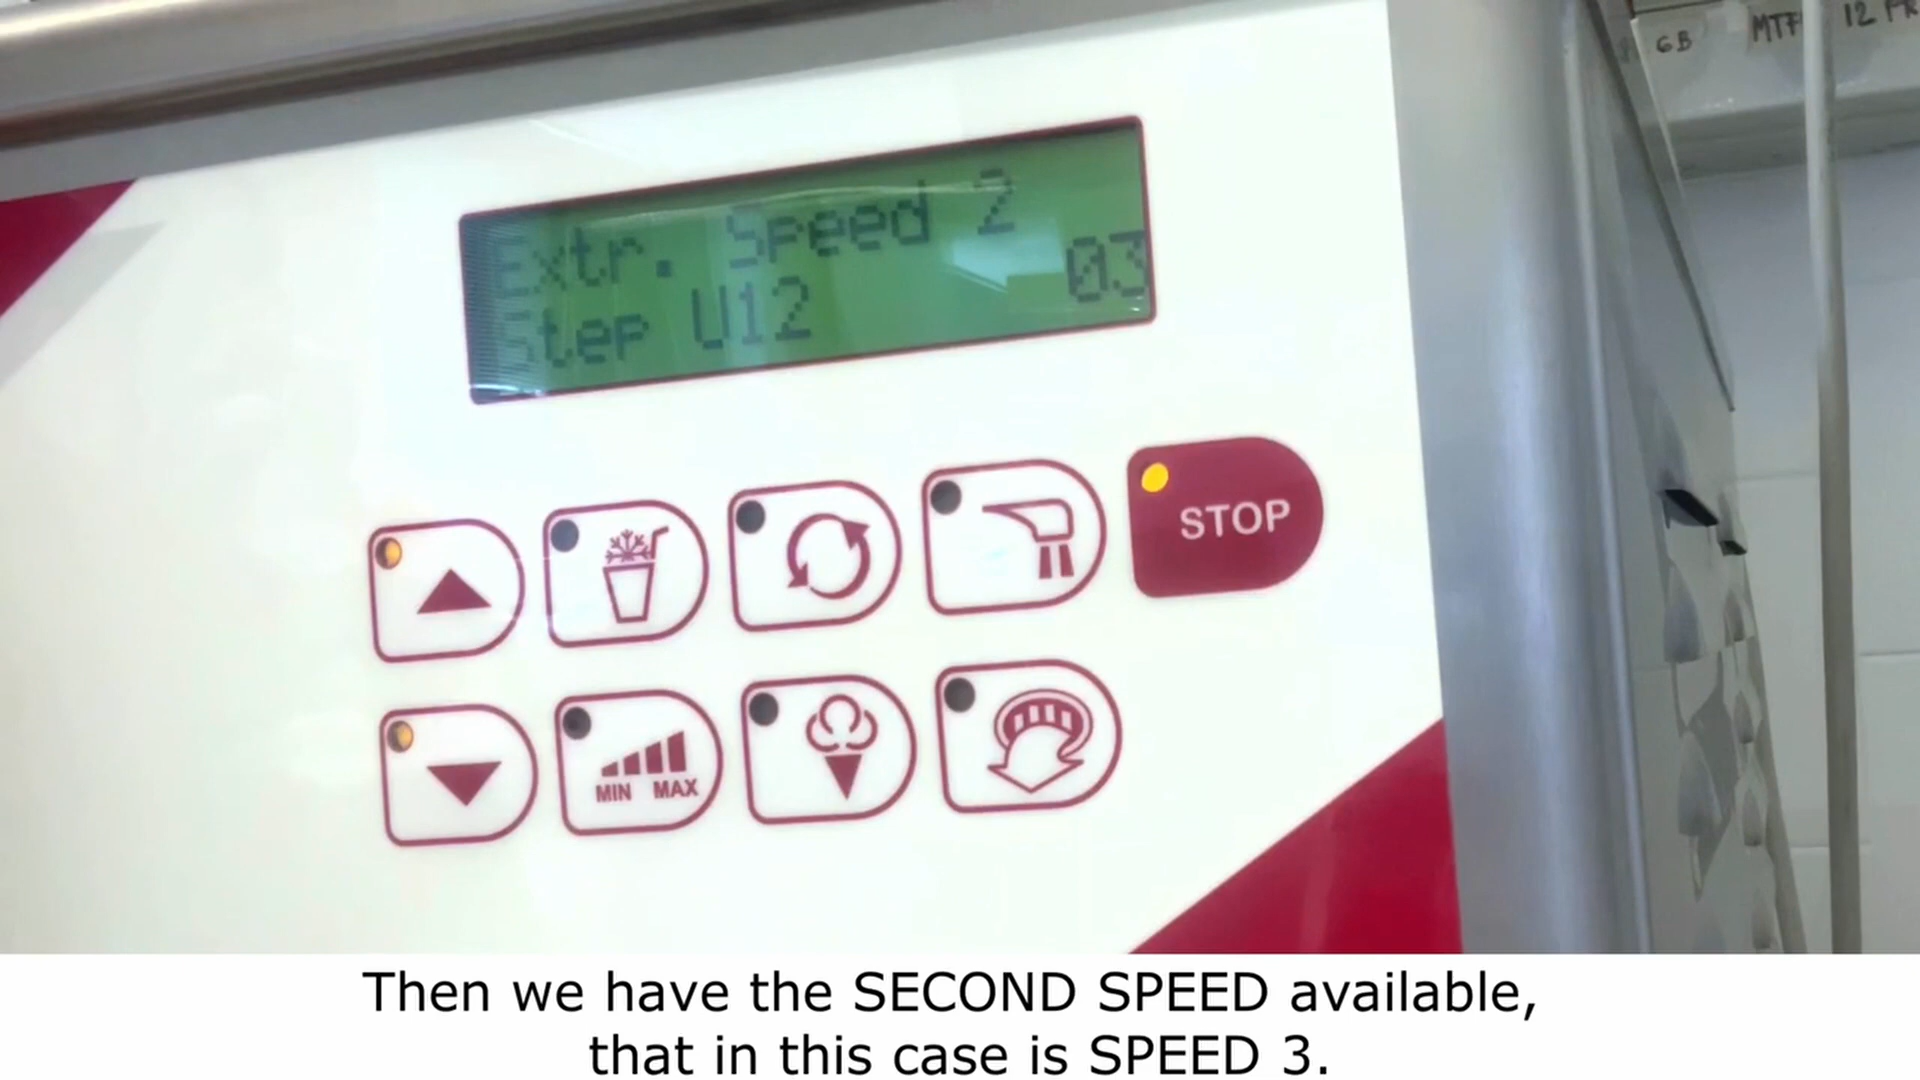 GB MTF 12
Extr. Speed 2
Step U12 03
STOP
MIN MAX
Then we have the SECOND SPEED available,
that in this case is SPEED 3.